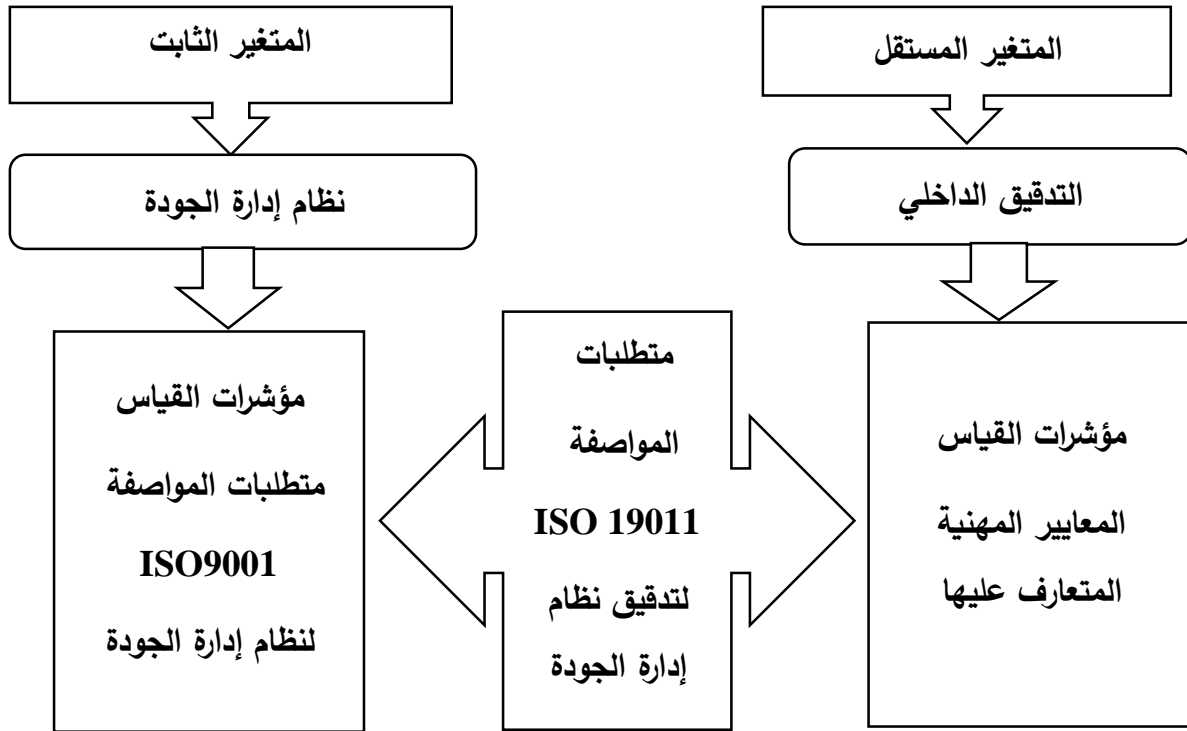 المتغير المستقل
المتغير الثابت
التدقيق الداخلي
نظام إدارة الجودة
مؤشرات القياس
المعايير المهنية
المتعارف عليها
متطلبات
المواصفة
ISO 19011
لتدقيق نظام
إدارة الجودة
مؤشرات القياس
متطلبات المواصفة
ISO9001
لنظام إدارة الجودة